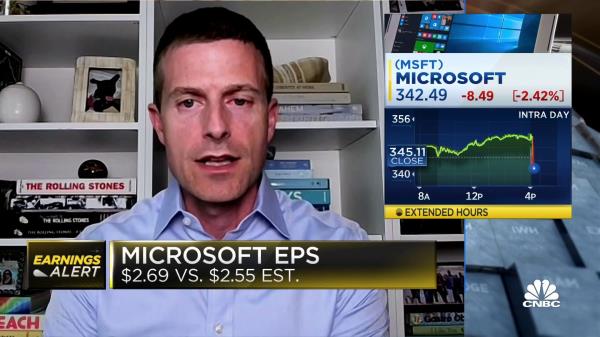 (MSFT)
MICROSOFT
342.49 -8.49 [-2.42%]
INTRA DAY
356
345.11
CLOSE
340
8A 12P 4P
EXTENDED HOURS
THE ROLLING STONES
THE ROLLING STONES
EARNINGS
ALERT
MICROSOFT EPS
$2.69 VS. $2.55 EST.
EACH
CNBC